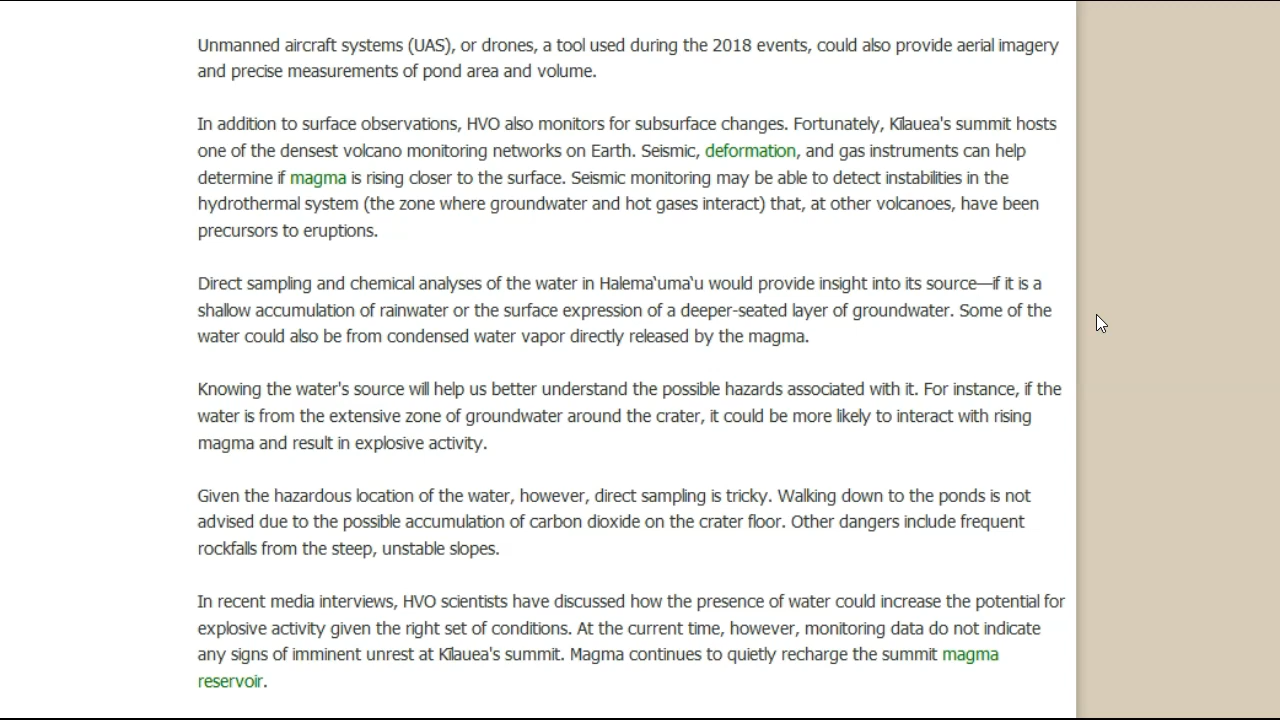 Unmanned aircraft systems (UAS), or drones, a tool used during the 2018 events, could also provide aerial imagery
and precise measurements of pond area and volume.
In addition to surface observations, HVO also monitors for subsurface changes. Fortunately, Kīlauea's summit hosts
one of the densest volcano monitoring networks on Earth. Seismic, deformation, and gas instruments can help
determine if magma is rising closer to the surface. Seismic monitoring may be able to detect instabilities in the
hydrothermal system (the zone where groundwater and hot gases interact) that, at other volcanoes, have been
precursors to eruptions.
Direct sampling and chemical analyses of the water in Halemaʻumaʻu would provide insight into its source—if it is a
shallow accumulation of rainwater or the surface expression of a deeper-seated layer of groundwater. Some of the
water could also be from condensed water vapor directly released by the magma.
Knowing the water's source will help us better understand the possible hazards associated with it. For instance, if the
water is from the extensive zone of groundwater around the crater, it could be more likely to interact with rising
magma and result in explosive activity.
Given the hazardous location of the water, however, direct sampling is tricky. Walking down to the ponds is not
advised due to the possible accumulation of carbon dioxide on the crater floor. Other dangers include frequent
rockfalls from the steep, unstable slopes.
In recent media interviews, HVO scientists have discussed how the presence of water could increase the potential for
explosive activity given the right set of conditions. At the current time, however, monitoring data do not indicate
any signs of imminent unrest at Kīlauea's summit. Magma continues to quietly recharge the summit magma
reservoir.